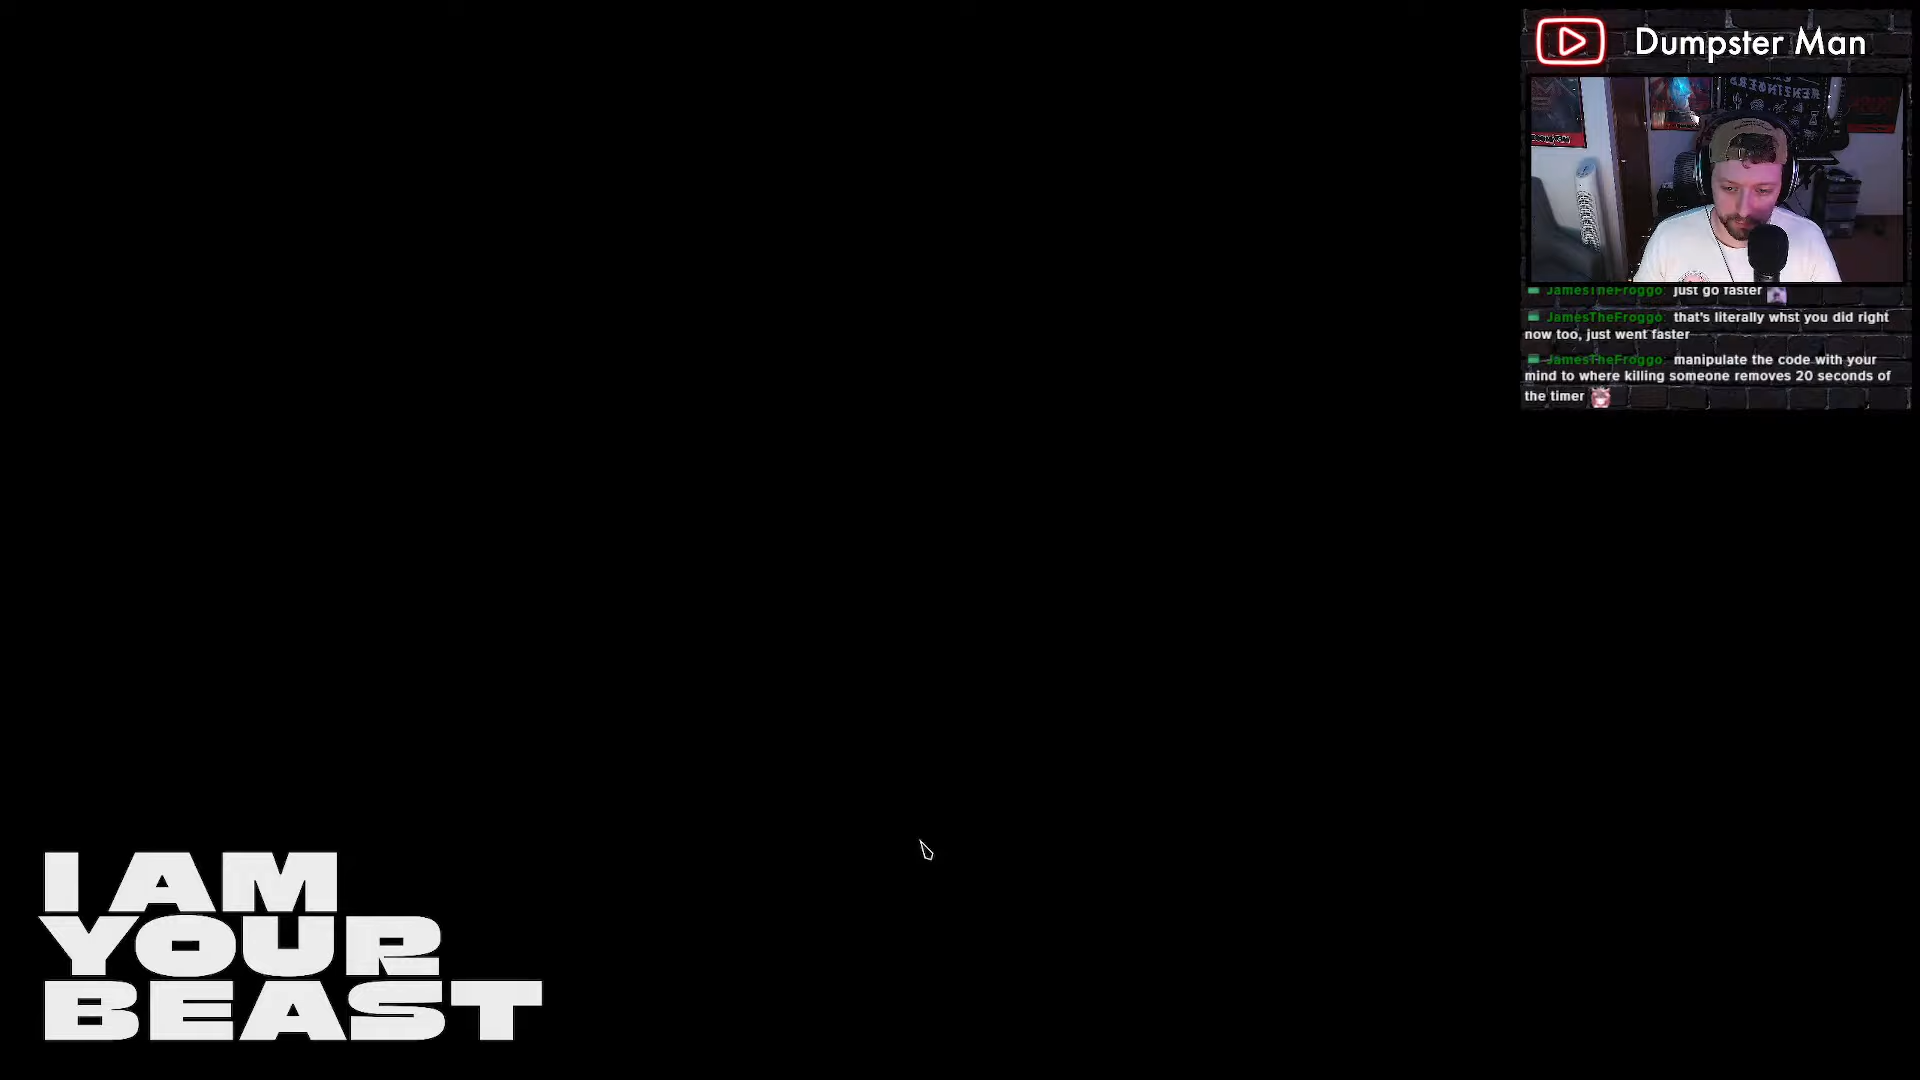 Dumpster Man
JamesTheFroggo: just go faster
JamesTheFroggo: that's literally whst you did right
now too, just went faster
JamesTheFroggo: manipulate the code with your
mind to where killing someone removes 20 seconds of
the timer
I AM
YOUR
BEAST